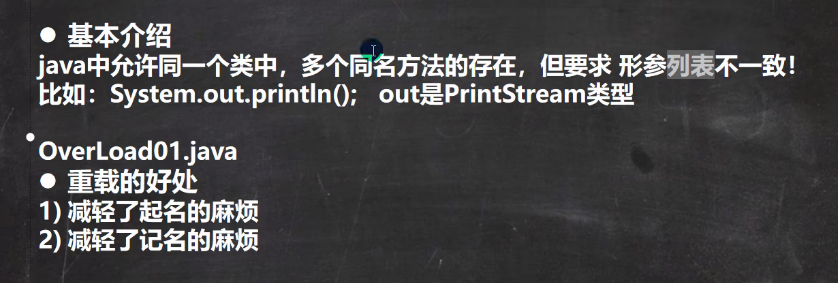 ● 基本介绍
java中允许同一个类中，多个同名方法的存在，但要求 形参列表不一致！
比如：System.out.println(); out是PrintStream类型
OverLoad01.java
● 重载的好处
1) 减轻了起名的麻烦
2) 减轻了记名的麻烦